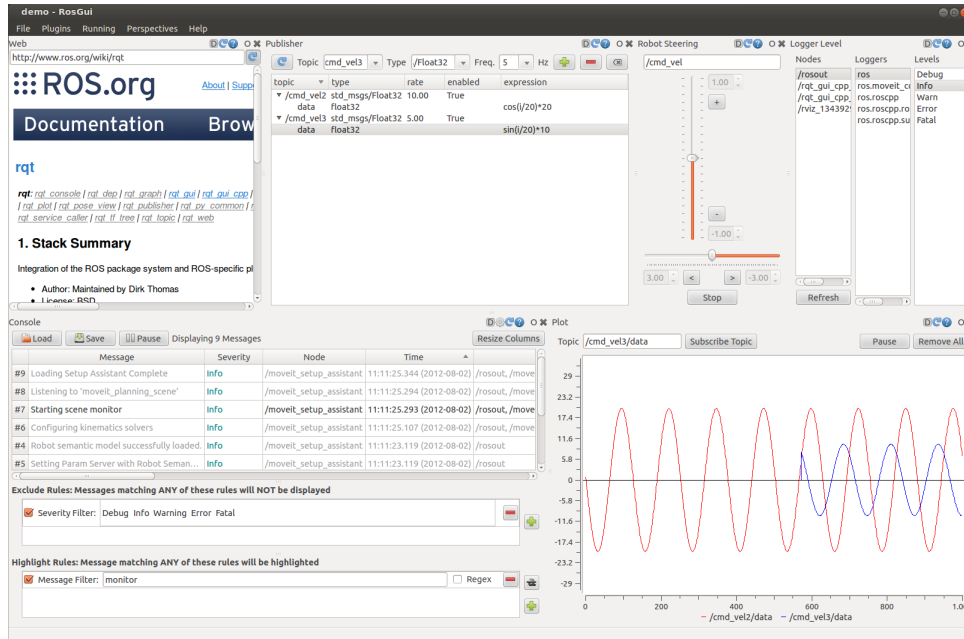 demo - RosGui
File Plugins Running Perspectives Help
Web
http://www.ros.org/wiki/rqt
ROS.org
About | Supp
Documentation Brow
rqt
rqt: rqt_console | rqt_dep | rqt_graph | rqt_gui | rqt_gui_cpp |
| rqt_plot | rqt_pose_view | rqt_publisher | rqt_py_common |
rqt_service_caller | rqt_tf_tree | rqt_topic | rqt_web
1. Stack Summary
Integration of the ROS package system and ROS-specific pl
Author: Maintained by Dirk Thomas
License: BSD
Publisher
Topic cmd_vel3 Type /Float32 Freq. 5 Hz
topic type rate enabled expression
/cmd_vel2 std_msgs/Float32 10.00 True
data float32 cos(i/20)*20
/cmd_vel3 std_msgs/Float32 5.00 True
data float32 sin(i/20)*10
Robot Steering
/cmd_vel
1.00
+
-
-1.00
3.00 < > -3.00
Stop
Logger Level
Nodes Loggers Levels
/rosout ros Debug
/rqt_gui_cpp_ ros.moveit_co Info
/rqt_gui_cpp_ ros.roscpp Warn
/rviz_1343929 ros.roscpp.ro Error
ros.roscpp.su Fatal
Refresh
Console
Load Save Pause Displaying 9 Messages Resize Columns
Message Severity Node Time
#9 Loading Setup Assistant Complete Info /moveit_setup_assistant 11:11:25.344 (2012-08-02) /rosout, /move
#8 Listening to 'moveit_planning_scene' Info /moveit_setup_assistant 11:11:25.294 (2012-08-02) /rosout, /move
#7 Starting scene monitor Info /moveit_setup_assistant 11:11:25.293 (2012-08-02) /rosout, /move
#6 Configuring kinematics solvers Info /moveit_setup_assistant 11:11:25.107 (2012-08-02) /rosout, /move
#4 Robot semantic model successfully loaded. Info /moveit_setup_assistant 11:11:23.119 (2012-08-02) /rosout
#5 Setting Param Server with Robot Seman... Info /moveit_setup_assistant 11:11:23.119 (2012-08-02) /rosout
Exclude Rules: Messages matching ANY of these rules will NOT be displayed
Severity Filter: Debug Info Warning Error Fatal
Highlight Rules: Message matching ANY of these rules will be highlighted
Message Filter: monitor Regex
Plot
Topic /cmd_vel3/data Subscribe Topic Pause Remove All
29
23.2
17.4
11.6
5.8
0
-5.8
-11.6
-17.4
-23.2
-29
0 200 400 600 800 1.0
/cmd_vel2/data /cmd_vel3/data